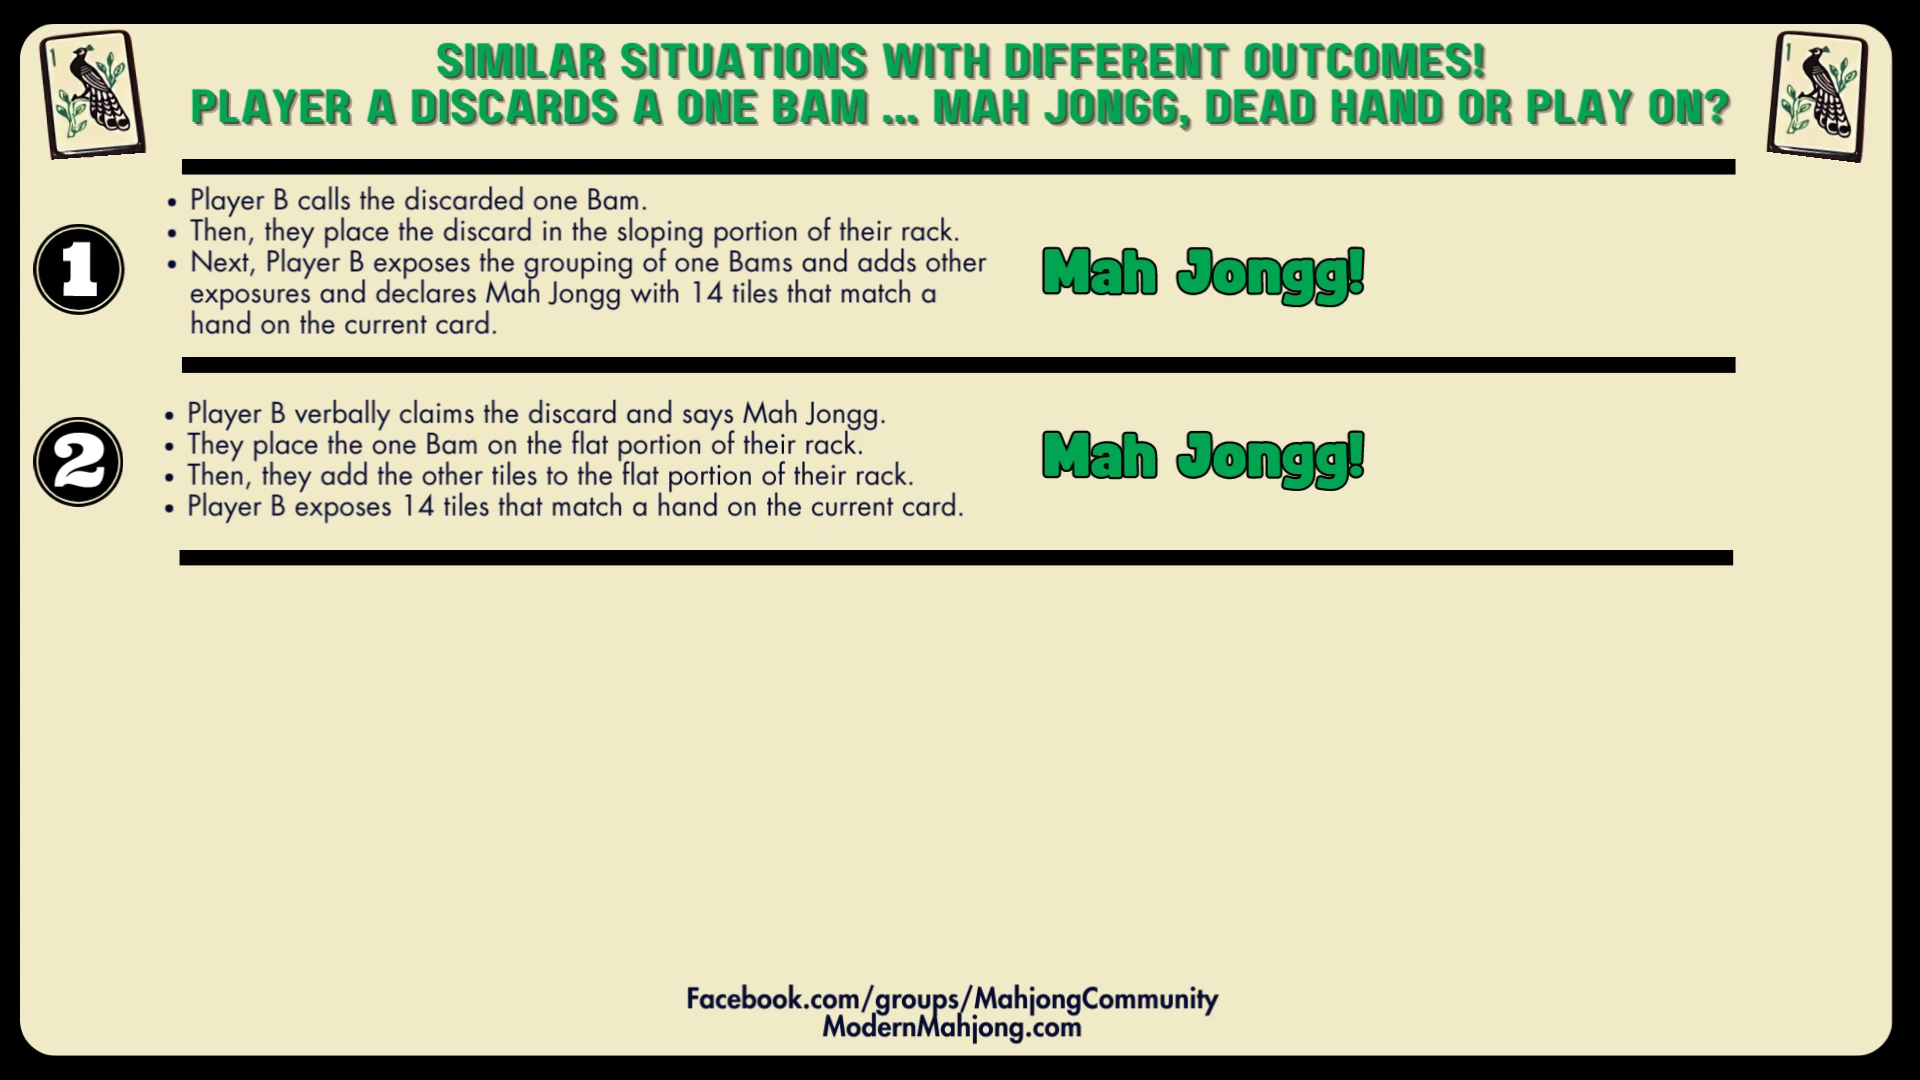 SIMILAR SITUATIONS WITH DIFFERENT OUTCOMES!
PLAYER A DISCARDS A ONE BAM ... MAH JONGG, DEAD HAND OR PLAY ON?
1
1
1
• Player B calls the discarded one Bam.
• Then, they place the discard in the sloping portion of their rack.
• Next, Player B exposes the grouping of one Bams and adds other
exposures and declares Mah Jongg with 14 tiles that match a
hand on the current card.
Mah Jongg!
2
• Player B verbally claims the discard and says Mah Jongg.
• They place the one Bam on the flat portion of their rack.
• Then, they add the other tiles to the flat portion of their rack.
• Player B exposes 14 tiles that match a hand on the current card.
Mah Jongg!
Facebook.com/groups/MahjongCommunity
ModernMahjong.com